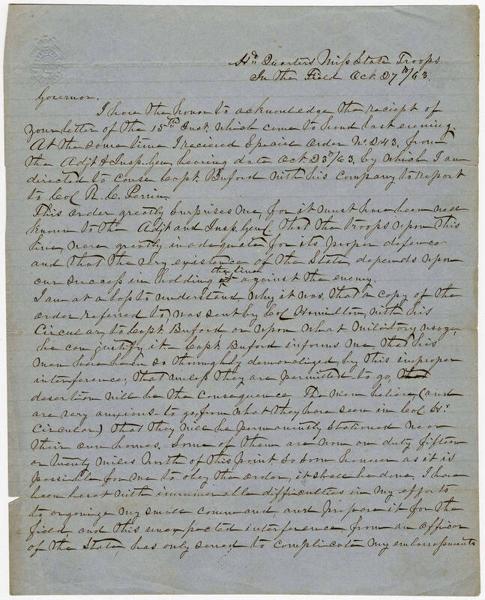 Hd Quarters Miss State Troops
In the Field Oct 27th/63.
Governor,
I have the honor to acknowledge the reciept of
your letter of the 15th Inst. which came to hand last evening.
At the same time I received Special Order No 243, from
the Adjt & Insp Gen, bearing date Oct 23d/63, by which I am
directed to cause Capt. Buford with his company to report
to Col R. C. Perrin.
This order greatly surprises me, for it must have been well
known to the Adjt and Insp Genl that the troops upon this
line were greatly inadequate for its proper defence
and that the very existence of the State depends upon
our success in holding the line against the enemy.
I am at a loss to understand why it was, that a copy of the
order referred to was sent by Col Hamilton with his
Circular, to Capt Buford or upon what military usage
he can justify it. Capt Buford informs me that his
men have been so thoroughly demoralized by this improper
interference, that unless they are permitted to go,
desertion will be the consequence. The men believe (and
are very anxious to go, from what they have seen in Col H's
Circular) that they will be permanently stationed near
their own homes. Some of them are now on duty fifteen
or twenty miles North of this point. So soon however as it is
possible for me to obey the order, it shall be done. I have
been beset with innumerable difficulties in my efforts
to organize my small command and prepare it for the
field, and this unexpected interference from an officer
of the State, has only served to complicate my embarrassments